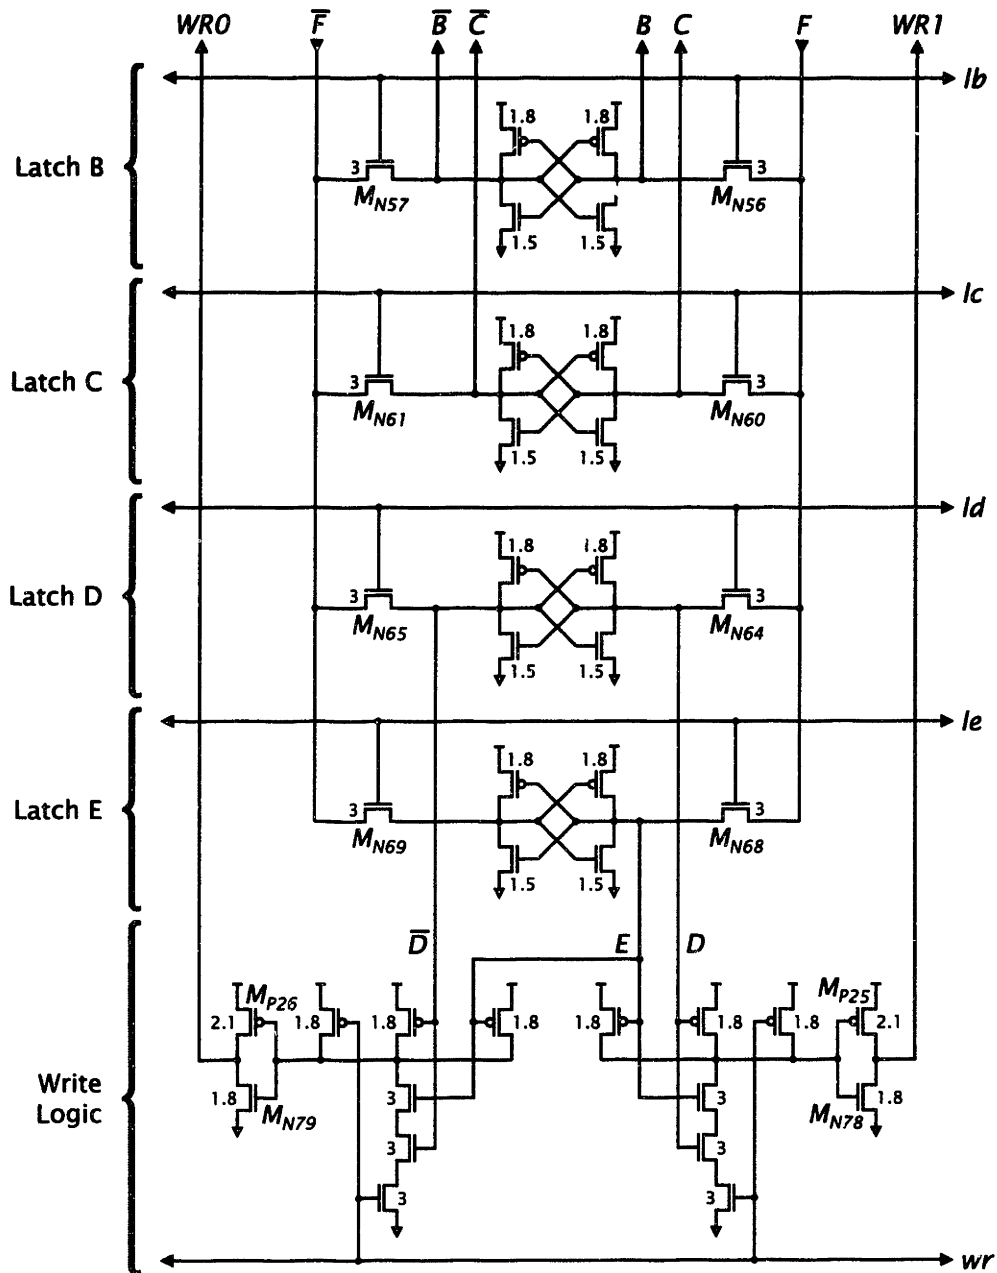 WR0 F̅ B̅ C̅ B C F WR1
lb
1.8 1.8
Latch B
3 3
M_N57 M_N56
1.5 1.5
lc
1.8 1.8
Latch C
3 3
M_N61 M_N60
1.5 1.5
ld
1.8 1.8
Latch D
3 3
M_N65 M_N64
1.5 1.5
le
1.8 1.8
Latch E
3 3
M_N69 M_N68
1.5 1.5
D̅ E D
M_P26 M_P25
2.1 1.8 1.8 1.8 1.8 1.8 1.8 2.1
Write
Logic
1.8 3 3 1.8
M_N79 M_N78
3 3
3 3
wr